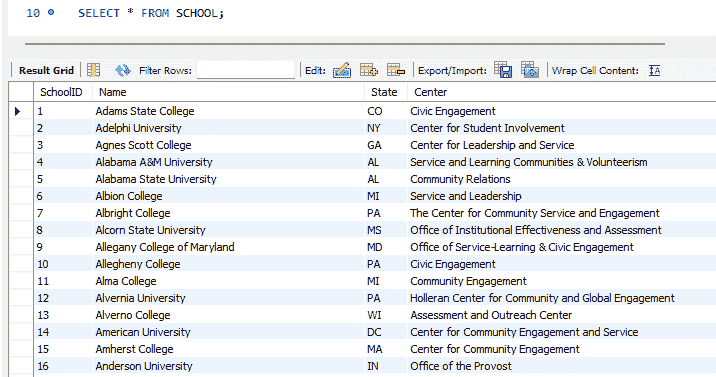 10 SELECT * FROM SCHOOL;
Result Grid Filter Rows: Edit: Export/Import: Wrap Cell Content: IA
SchoolID Name State Center
1 Adams State College CO Civic Engagement
2 Adelphi University NY Center for Student Involvement
3 Agnes Scott College GA Center for Leadership and Service
4 Alabama A&M University AL Service and Learning Communities & Volunteerism
5 Alabama State University AL Community Relations
6 Albion College MI Service and Leadership
7 Albright College PA The Center for Community Service and Engagement
8 Alcorn State University MS Office of Institutional Effectiveness and Assessment
9 Allegany College of Maryland MD Office of Service-Learning & Civic Engagement
10 Allegheny College PA Civic Engagement
11 Alma College MI Community Engagement
12 Alvernia University PA Holleran Center for Community and Global Engagement
13 Alverno College WI Assessment and Outreach Center
14 American University DC Center for Community Engagement and Service
15 Amherst College MA Center for Community Engagement
16 Anderson University IN Office of the Provost